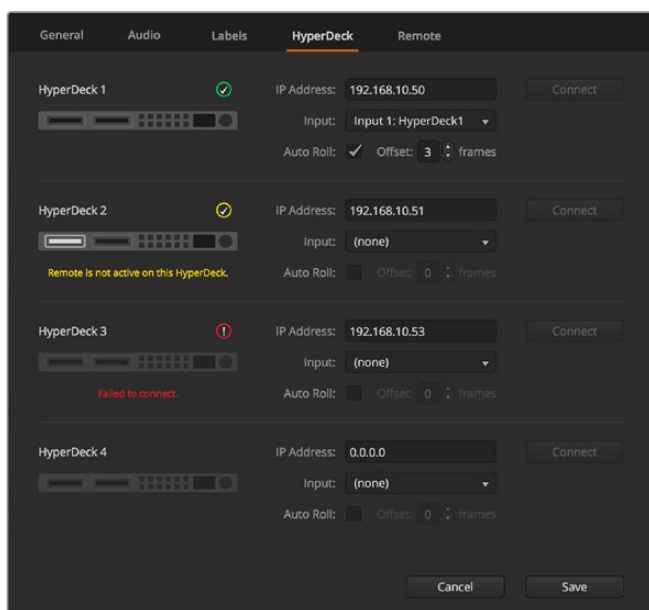 General Audio Labels HyperDeck Remote
HyperDeck 1 IP Address: 192.168.10.50 Connect
Input: Input 1: HyperDeck1
Auto Roll: Offset: 3 frames
HyperDeck 2 IP Address: 192.168.10.51 Connect
Input: (none)
Remote is not active on this HyperDeck.
Auto Roll: Offset: 0 frames
HyperDeck 3 IP Address: 192.168.10.53 Connect
Input: (none)
Failed to connect.
Auto Roll: Offset: 0 frames
HyperDeck 4 IP Address: 0.0.0.0 Connect
Input: (none)
Auto Roll: Offset: 0 frames
Cancel Save